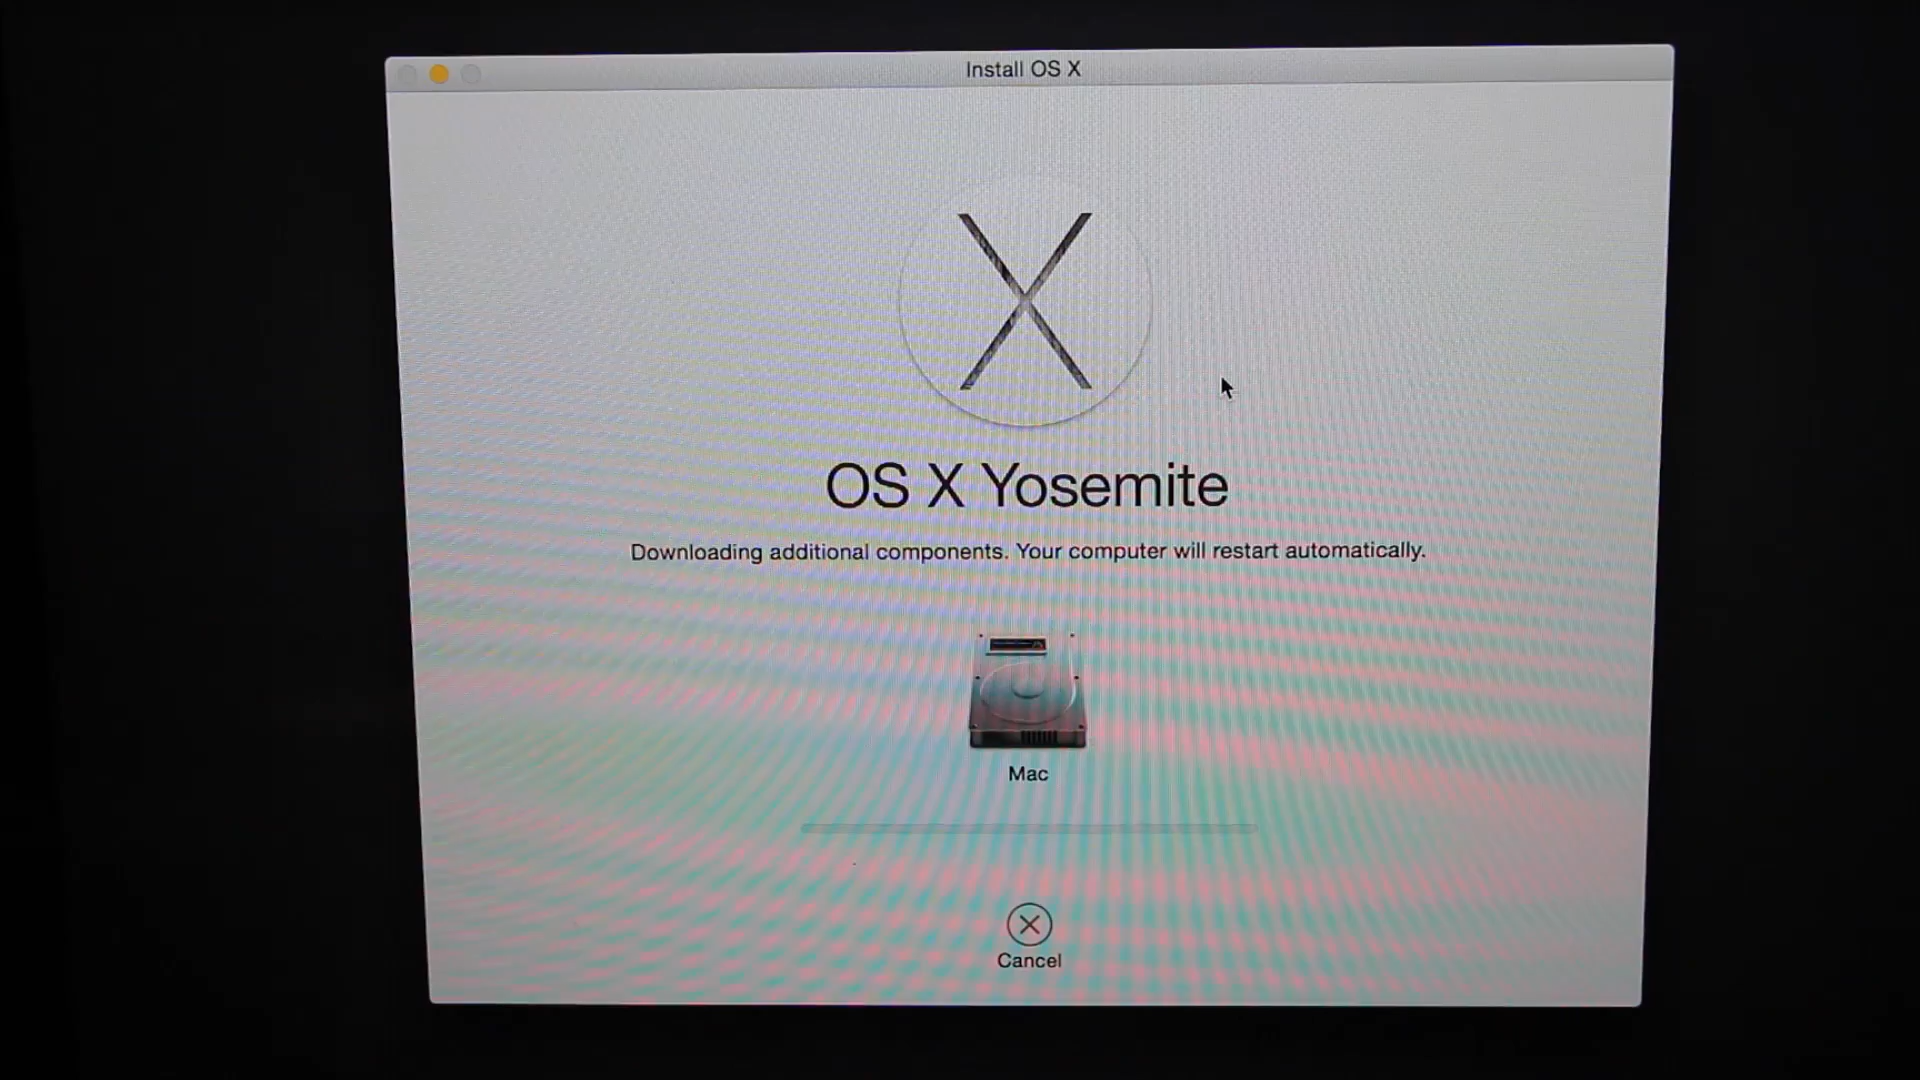 Install OS X
X
OS X Yosemite
Downloading additional components. Your computer will restart automatically.
Mac
Cancel